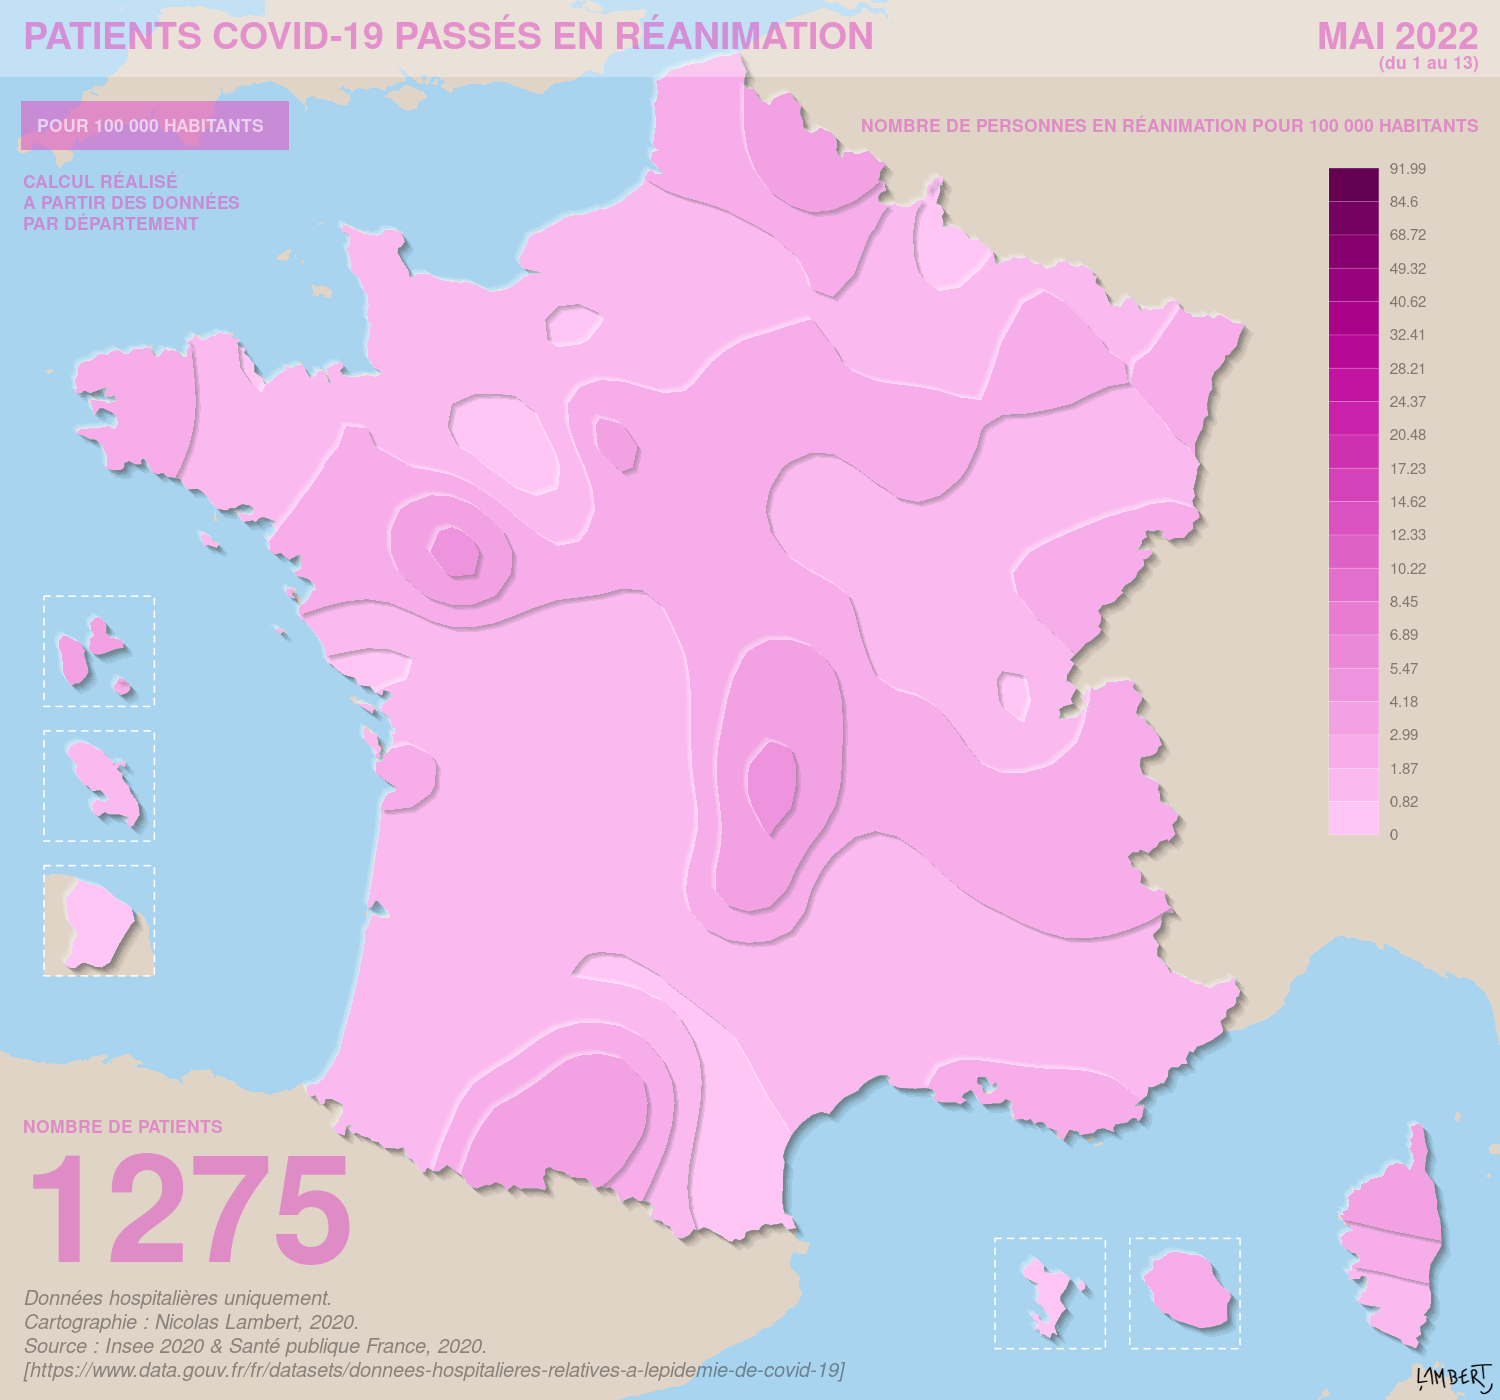 PATIENTS COVID-19 PASSÉS EN RÉANIMATION
MAI 2022
(du 1 au 13)
POUR 100 000 HABITANTS
CALCUL RÉALISÉ
A PARTIR DES DONNÉES
PAR DÉPARTEMENT
NOMBRE DE PERSONNES EN RÉANIMATION POUR 100 000 HABITANTS
91.99
84.6
68.72
49.32
40.62
32.41
28.21
24.37
20.48
17.23
14.62
12.33
10.22
8.45
6.89
5.47
4.18
2.99
1.87
0.82
0
NOMBRE DE PATIENTS
1275
Données hospitalières uniquement.
Cartographie : Nicolas Lambert, 2020.
Source : Insee 2020 & Santé publique France, 2020.
[https://www.data.gouv.fr/fr/datasets/donnees-hospitalieres-relatives-a-lepidemie-de-covid-19]
LAMBERT